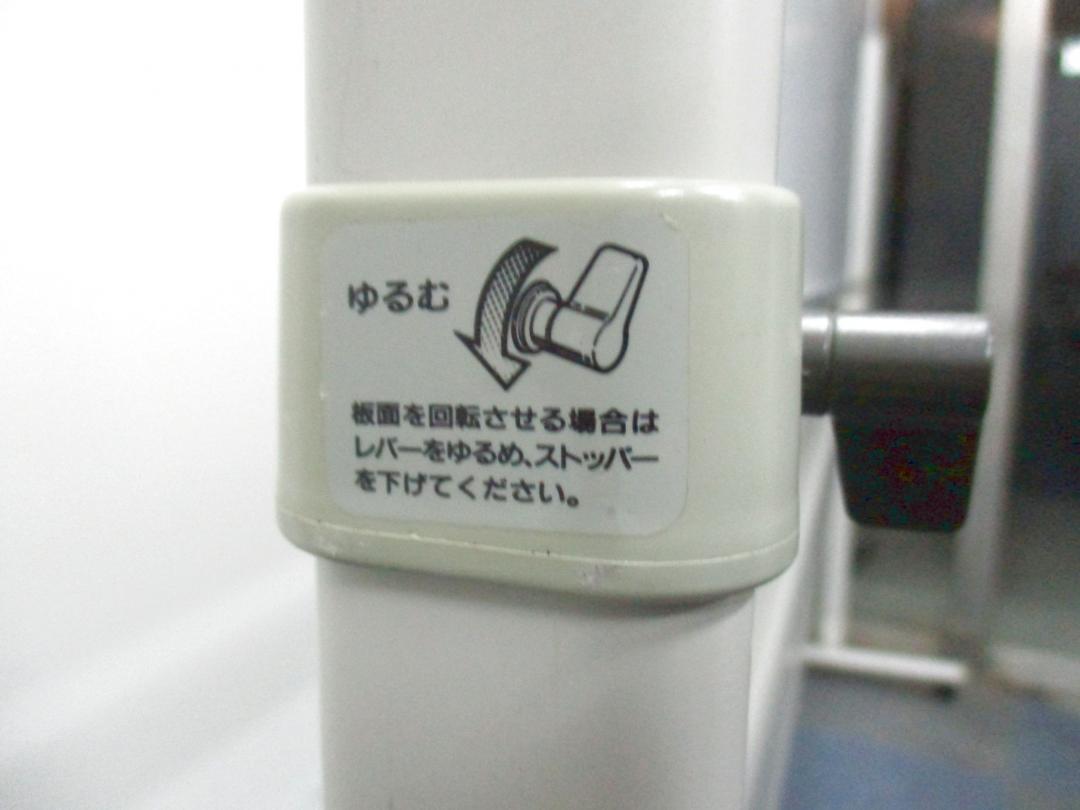 ゆるむ
板面を回転させる場合は
レバーをゆるめ、ストッパー
を下げてください。